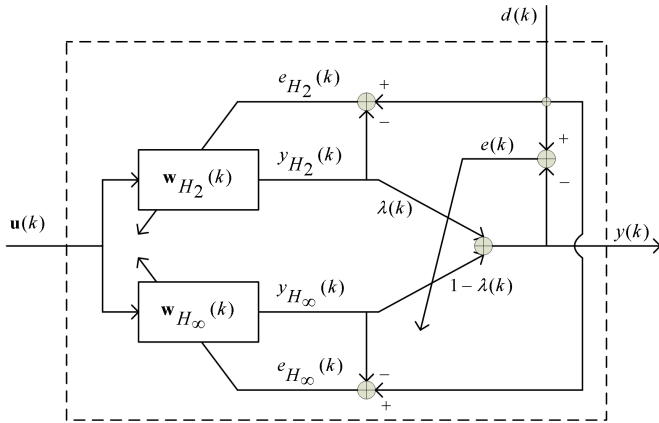 d(k)
e_{H_2}(k)
+
−
+
e(k)
−
y_{H_2}(k)
w_{H_2}(k)
λ(k)
u(k)
y(k)
y_{H_∞}(k)
1 − λ(k)
w_{H_∞}(k)
e_{H_∞}(k)
−
+